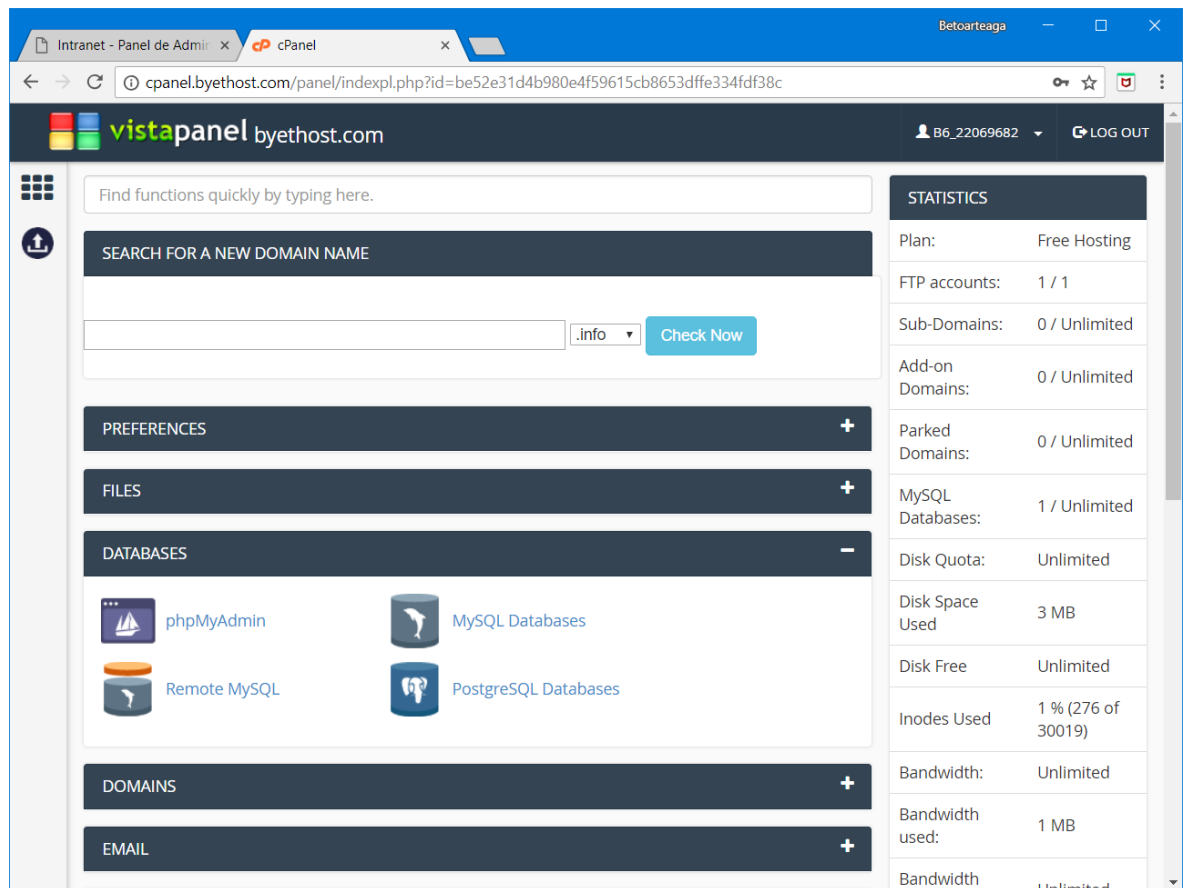 Betoarteaga
Intranet - Panel de Admir
cPanel
cpanel.byethost.com/panel/indexpl.php?id=be52e31d4b980e4f59615cb8653dffe334fdf38c
vistapanel byethost.com
B6_22069682
LOG OUT
Find functions quickly by typing here.
SEARCH FOR A NEW DOMAIN NAME
.info
Check Now
PREFERENCES
FILES
DATABASES
phpMyAdmin
MySQL Databases
Remote MySQL
PostgreSQL Databases
DOMAINS
EMAIL
STATISTICS
Plan: Free Hosting
FTP accounts: 1 / 1
Sub-Domains: 0 / Unlimited
Add-on
Domains:
0 / Unlimited
Parked
Domains:
0 / Unlimited
MySQL
Databases:
1 / Unlimited
Disk Quota: Unlimited
Disk Space
Used
3 MB
Disk Free Unlimited
Inodes Used
1 % (276 of
30019)
Bandwidth: Unlimited
Bandwidth
used:
1 MB
Bandwidth
Unlimited